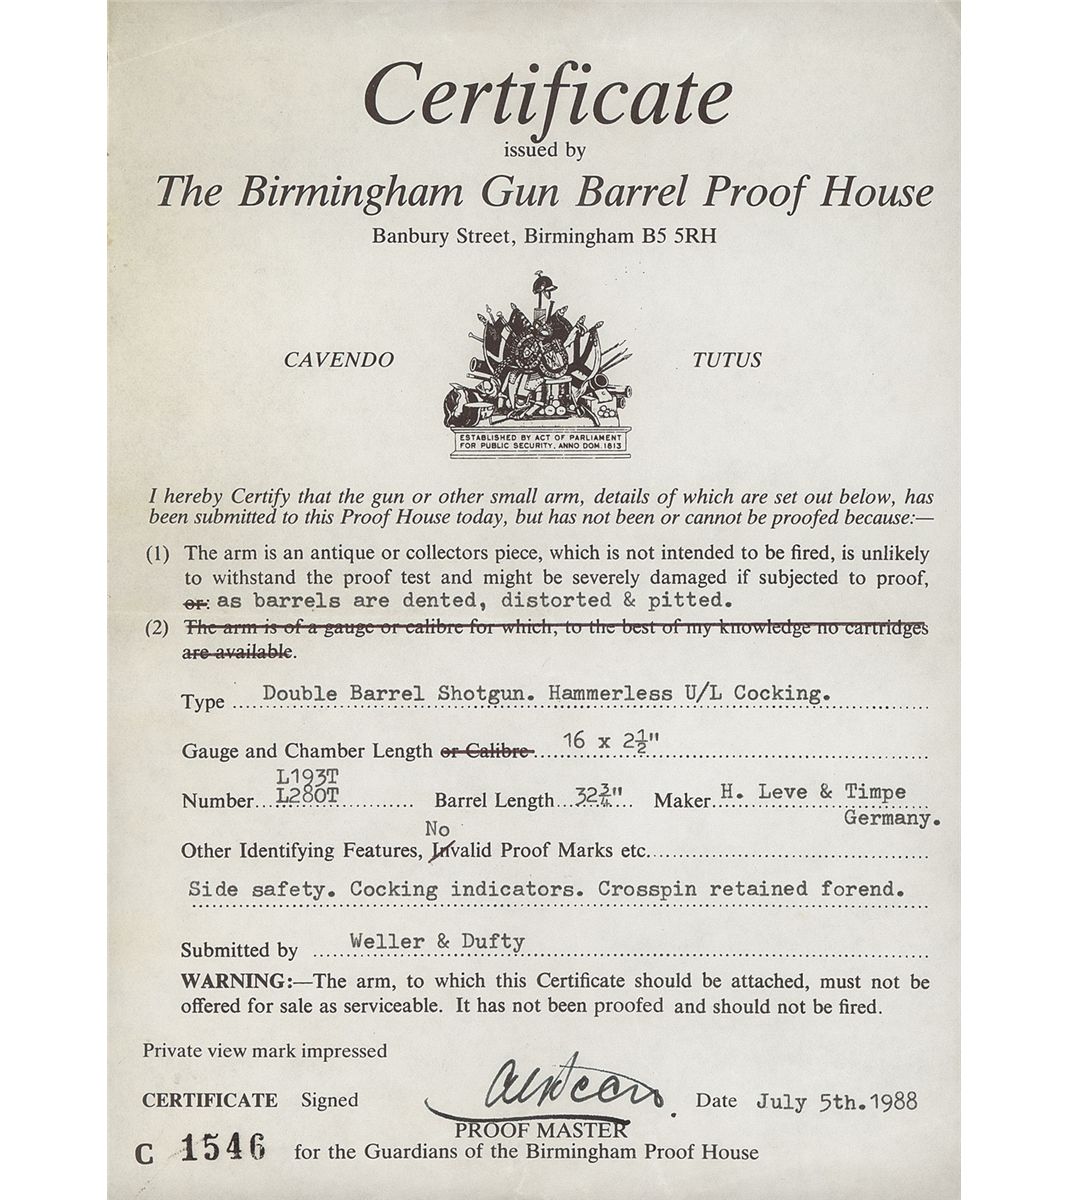 Certificate
issued by
The Birmingham Gun Barrel Proof House
Banbury Street, Birmingham B5 5RH
CAVENDO TUTUS
ESTABLISHED BY ACT OF PARLIAMENT
FOR PUBLIC SECURITY, ANNO DOM. 1813
I hereby Certify that the gun or other small arm, details of which are set out below, has
been submitted to this Proof House today, but has not been or cannot be proofed because:—
(1) The arm is an antique or collectors piece, which is not intended to be fired, is unlikely
to withstand the proof test and might be severely damaged if subjected to proof,
or: as barrels are dented, distorted & pitted.
(2) The arm is of a gauge or calibre for which, to the best of my knowledge no cartridges
are available.
Type Double Barrel Shotgun. Hammerless U/L Cocking.
Gauge and Chamber Length or Calibre 16 x 2½"
L193T
Number L280T Barrel Length 32¾" Maker H. Leve & Timpe
Germany.
No
Other Identifying Features, Invalid Proof Marks etc.
Side safety. Cocking indicators. Crosspin retained forend.
Submitted by Weller & Dufty
WARNING:—The arm, to which this Certificate should be attached, must not be
offered for sale as serviceable. It has not been proofed and should not be fired.
Private view mark impressed
CERTIFICATE Signed Date July 5th.1988
PROOF MASTER
C 1546 for the Guardians of the Birmingham Proof House